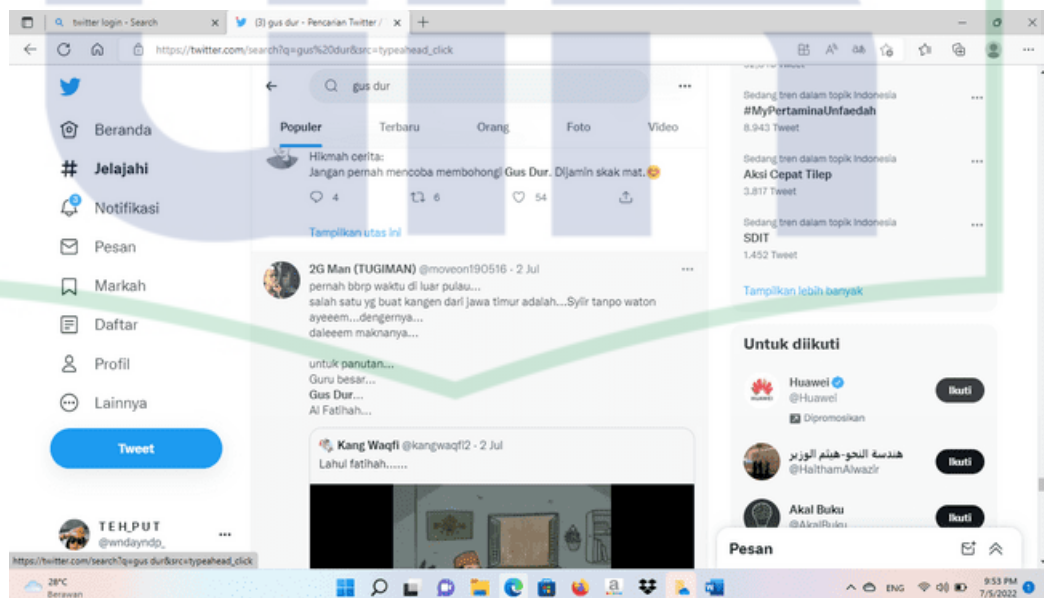 twitter login - Search
(3) gus dur - Pencarian Twitter /
https://twitter.com/search?q=gus%20dur&src=typeahead_click
gus dur
Populer Terbaru Orang Foto Video
Beranda
Jelajahi
3
Notifikasi
Pesan
Markah
Daftar
Profil
Lainnya
Tweet
TEH,PUT
@wndayndp_
Hikmah cerita:
Jangan pernah mencoba membohongi Gus Dur. Dijamin skak mat.
4 6 54
Tampilkan utas ini
2G Man (TUGIMAN) @moveon190516 · 2 Jul
pernah bbrp waktu di luar pulau...
salah satu yg buat kangen dari jawa timur adalah...Syiir tanpo waton
ayeeem...dengernya...
daleeem maknanya...
untuk panutan...
Guru besar...
Gus Dur...
Al Fatihah...
Kang Waqfi @kangwaqfi2 · 2 Jul
Lahul fatihah......
Sedang tren dalam topik Indonesia
#MyPertaminaUnfaedah
8.943 Tweet
Sedang tren dalam topik Indonesia
Aksi Cepat Tilep
3.817 Tweet
Sedang tren dalam topik Indonesia
SDIT
1.452 Tweet
Tampilkan lebih banyak
Untuk diikuti
Huawei
@Huawei
Ikuti
Dipromosikan
هندسة النحو-هيثم الوزير
@HalthamAlwazir
Ikuti
Akal Buku
@AkalBuku
Ikuti
Pesan
https://twitter.com/search?q=gus dur&src=typeahead_click
28°C
Berawan
ENG
9:53 PM
7/5/2022